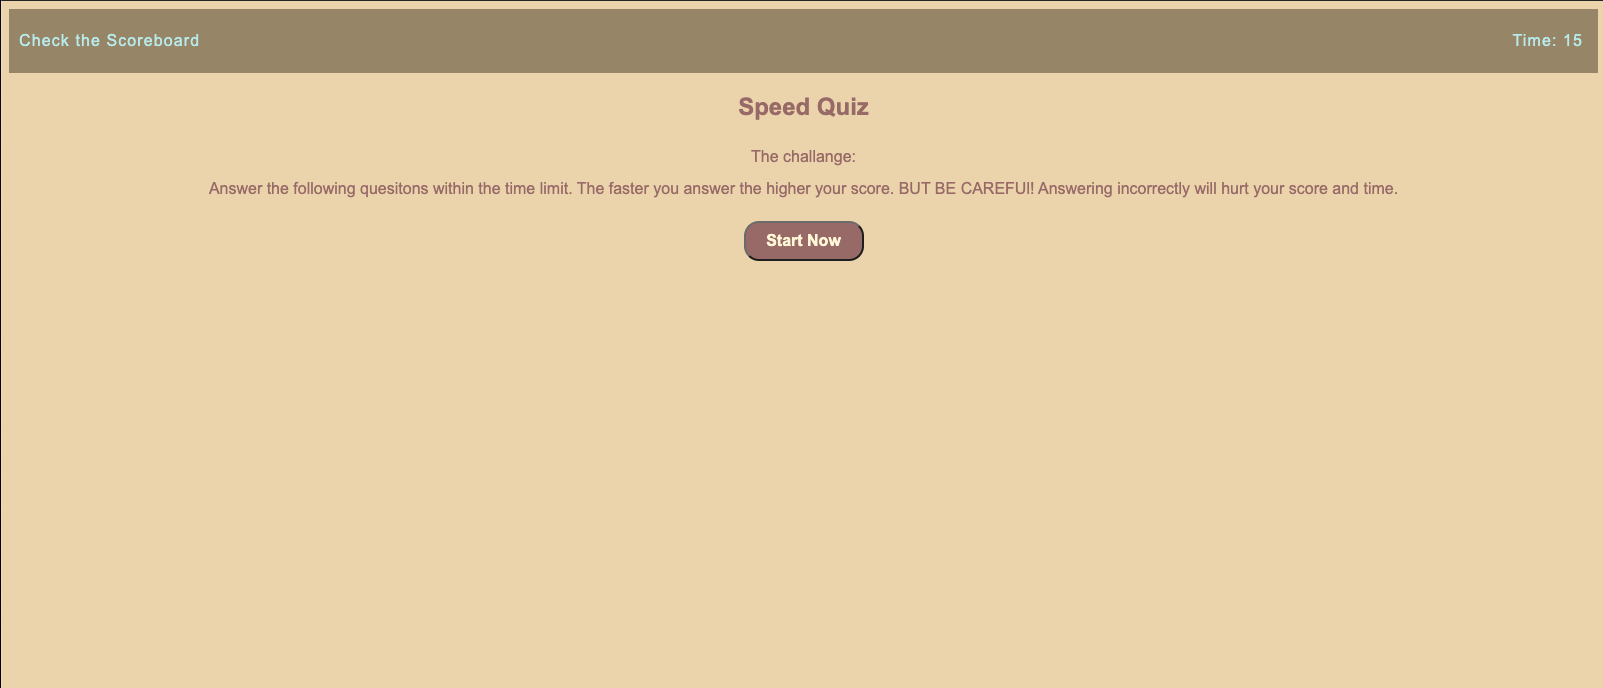 Check the Scoreboard
Time: 15
Speed Quiz
The challange:
Answer the following quesitons within the time limit. The faster you answer the higher your score. BUT BE CAREFUl! Answering incorrectly will hurt your score and time.
Start Now